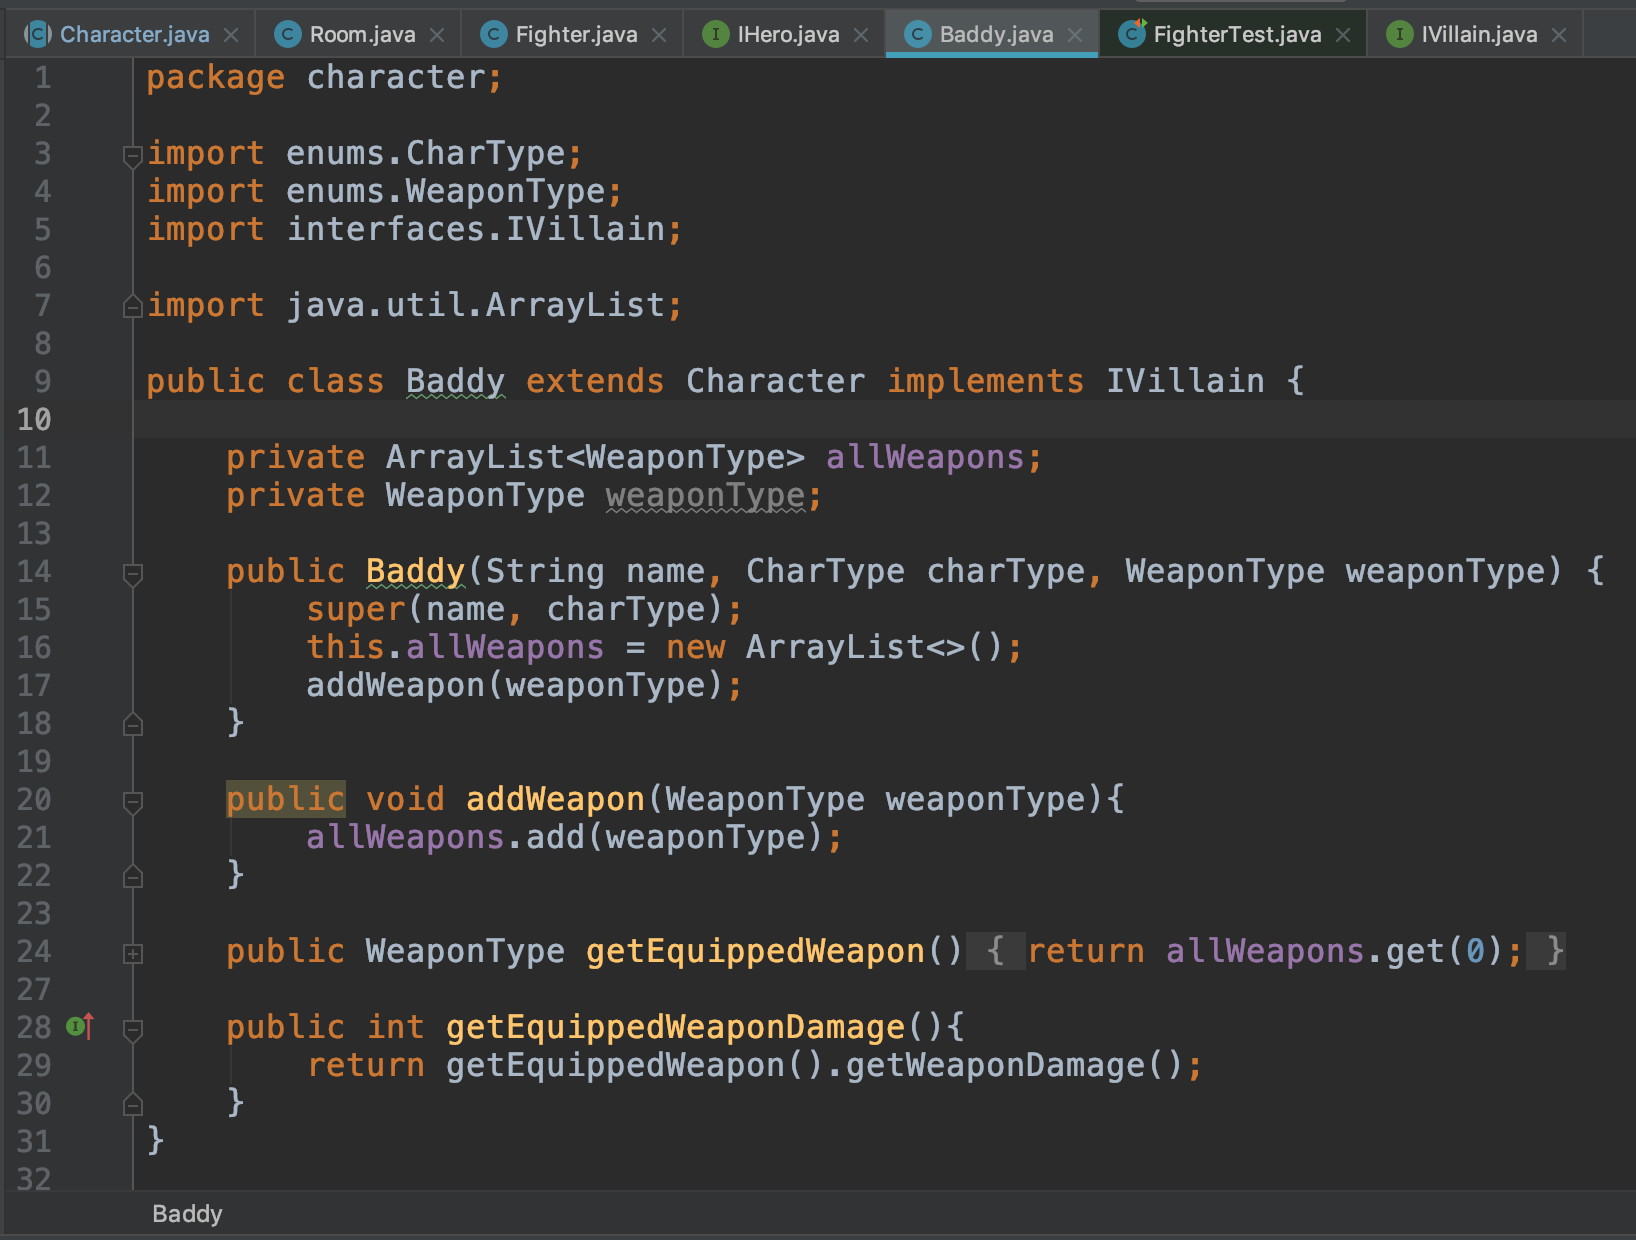 Character.java Room.java Fighter.java IHero.java Baddy.java FighterTest.java IVillain.java
1 package character;
2
3 import enums.CharType;
4 import enums.WeaponType;
5 import interfaces.IVillain;
6
7 import java.util.ArrayList;
8
9 public class Baddy extends Character implements IVillain {
10
11 private ArrayList<WeaponType> allWeapons;
12 private WeaponType weaponType;
13
14 public Baddy(String name, CharType charType, WeaponType weaponType) {
15 super(name, charType);
16 this.allWeapons = new ArrayList<>();
17 addWeapon(weaponType);
18 }
19
20 public void addWeapon(WeaponType weaponType){
21 allWeapons.add(weaponType);
22 }
23
24 public WeaponType getEquippedWeapon() { return allWeapons.get(0); }
27
28 public int getEquippedWeaponDamage(){
29 return getEquippedWeapon().getWeaponDamage();
30 }
31 }
32
Baddy